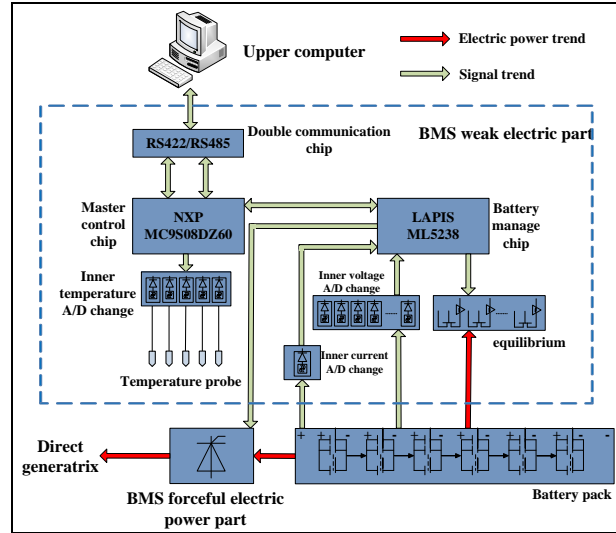 Upper computer
Electric power trend
Signal trend
BMS weak electric part
RS422/RS485
Double communication
chip
Master
control
chip
NXP
MC9S08DZ60
LAPIS
ML5238
Battery
manage
chip
Inner
temperature
A/D change
Inner voltage
A/D change
equilibrium
Inner current
A/D change
Temperature probe
Direct
generatrix
BMS forceful electric
power part
+ + - + - + - + - + - + - -
Battery pack